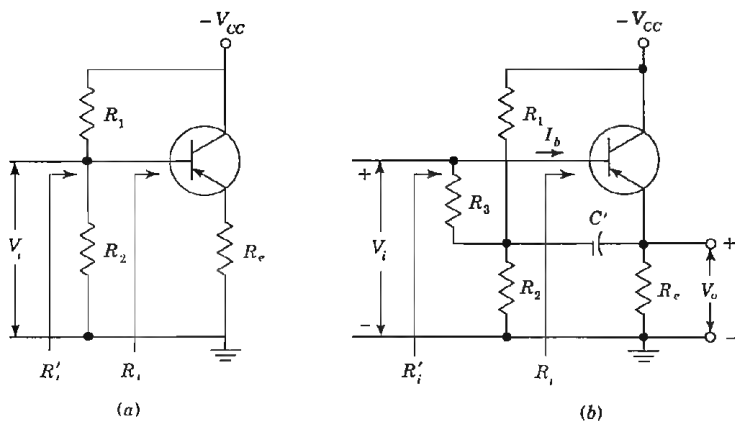 −V_CC
R_1
V_i
R_2
R_e
R'_i
R_i
(a)
−V_CC
R_1
I_b
+
R_3
C'
+
V_i
R_2
R_e
V_o
−
−
R'_i
R_i
(b)